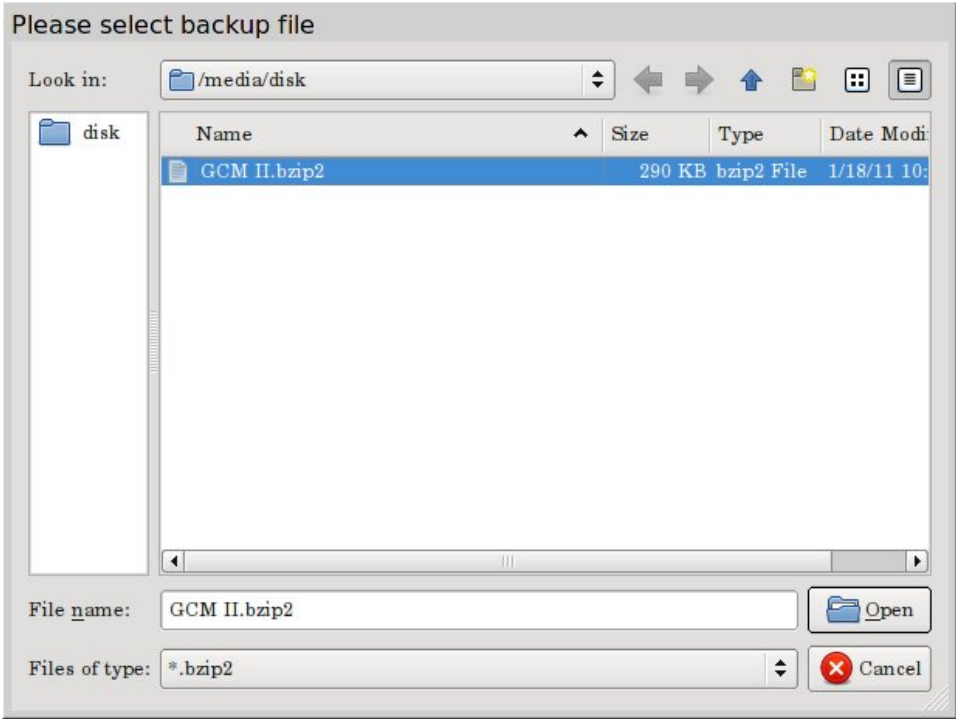 Please select backup file
Look in: /media/disk
disk
Name Size Type Date Modi
GCM II.bzip2 290 KB bzip2 File 1/18/11 10:
File name: GCM II.bzip2 Open
Files of type: *.bzip2 Cancel